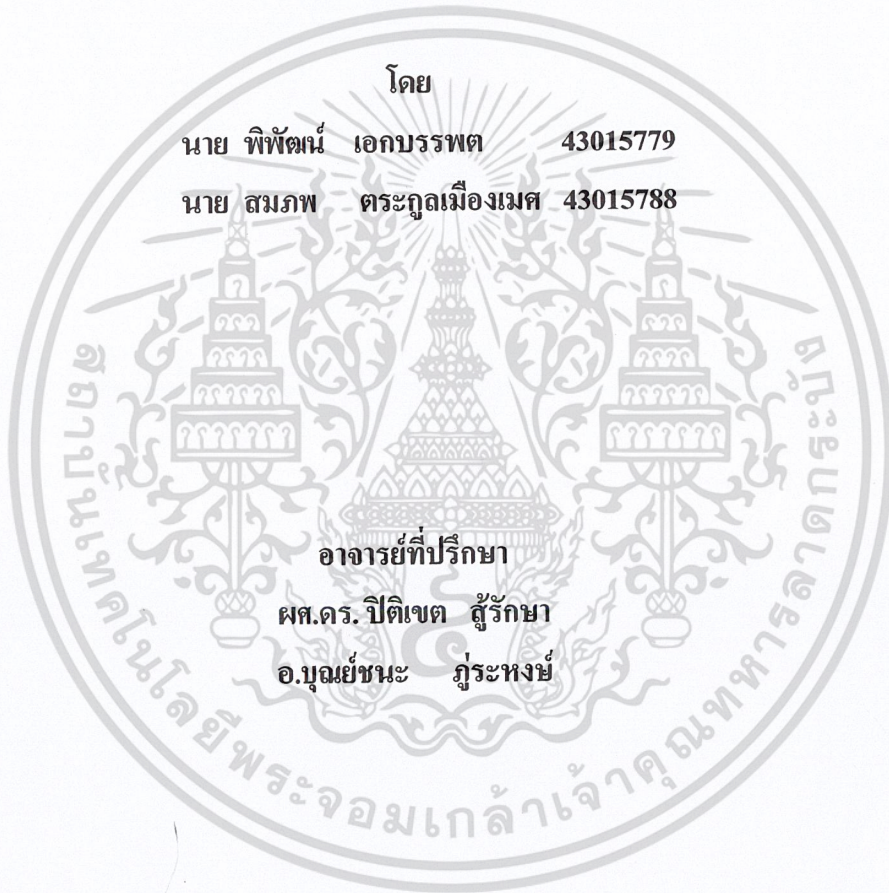 โดย
นาย พิพัฒน์ เอกบรรพต 43015779
นาย สมภพ ตระกูลเมืองเมศ 43015788
อาจารย์ที่ปรึกษา
ผศ.ดร. ปิติเขต สู้รักษา
อ.บุณย์ชนะ ภู่ระหงษ์
สถาบันเทคโนโลยีพระจอมเกล้าเจ้าคุณทหารลาดกระบัง